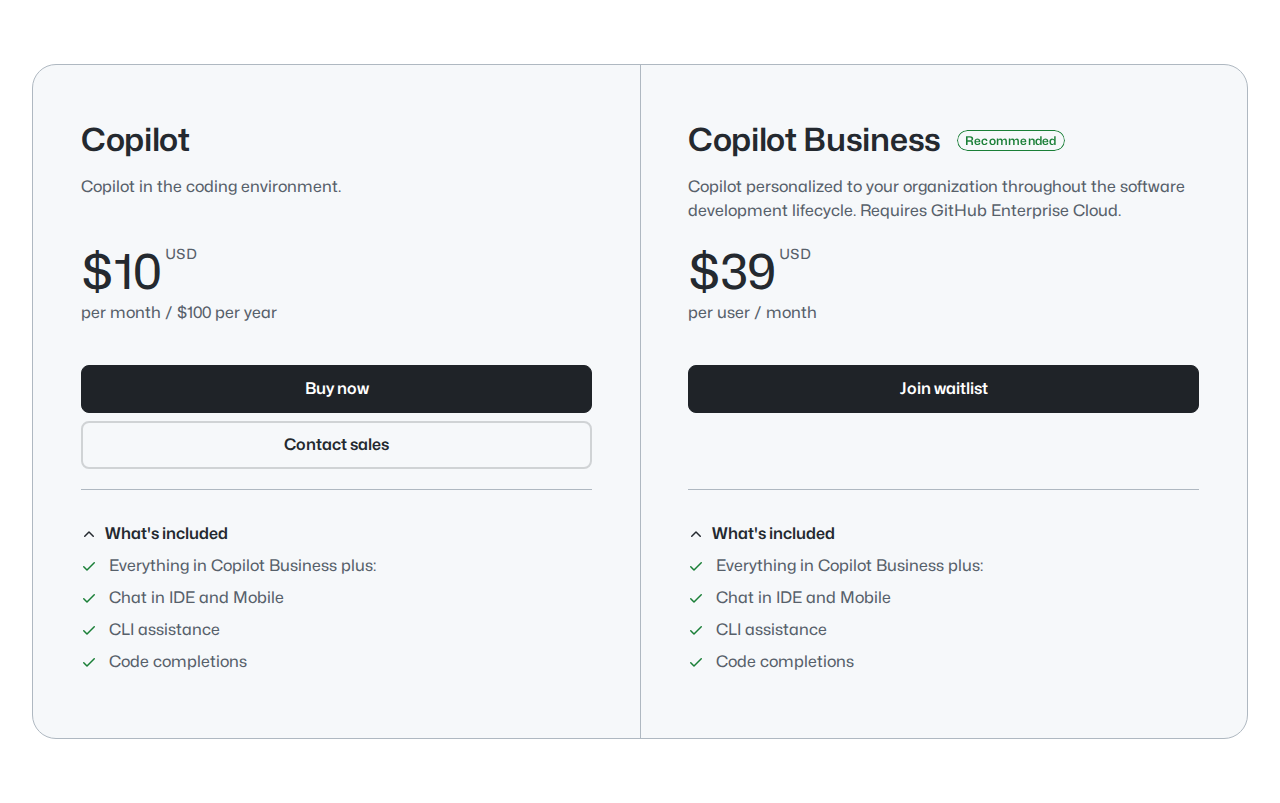 Copilot
Copilot in the coding environment.
$10 USD
per month / $100 per year
Buy now
Contact sales
What's included
Everything in Copilot Business plus:
Chat in IDE and Mobile
CLI assistance
Code completions
Copilot Business Recommended
Copilot personalized to your organization throughout the software
development lifecycle. Requires GitHub Enterprise Cloud.
$39 USD
per user / month
Join waitlist
What's included
Everything in Copilot Business plus:
Chat in IDE and Mobile
CLI assistance
Code completions